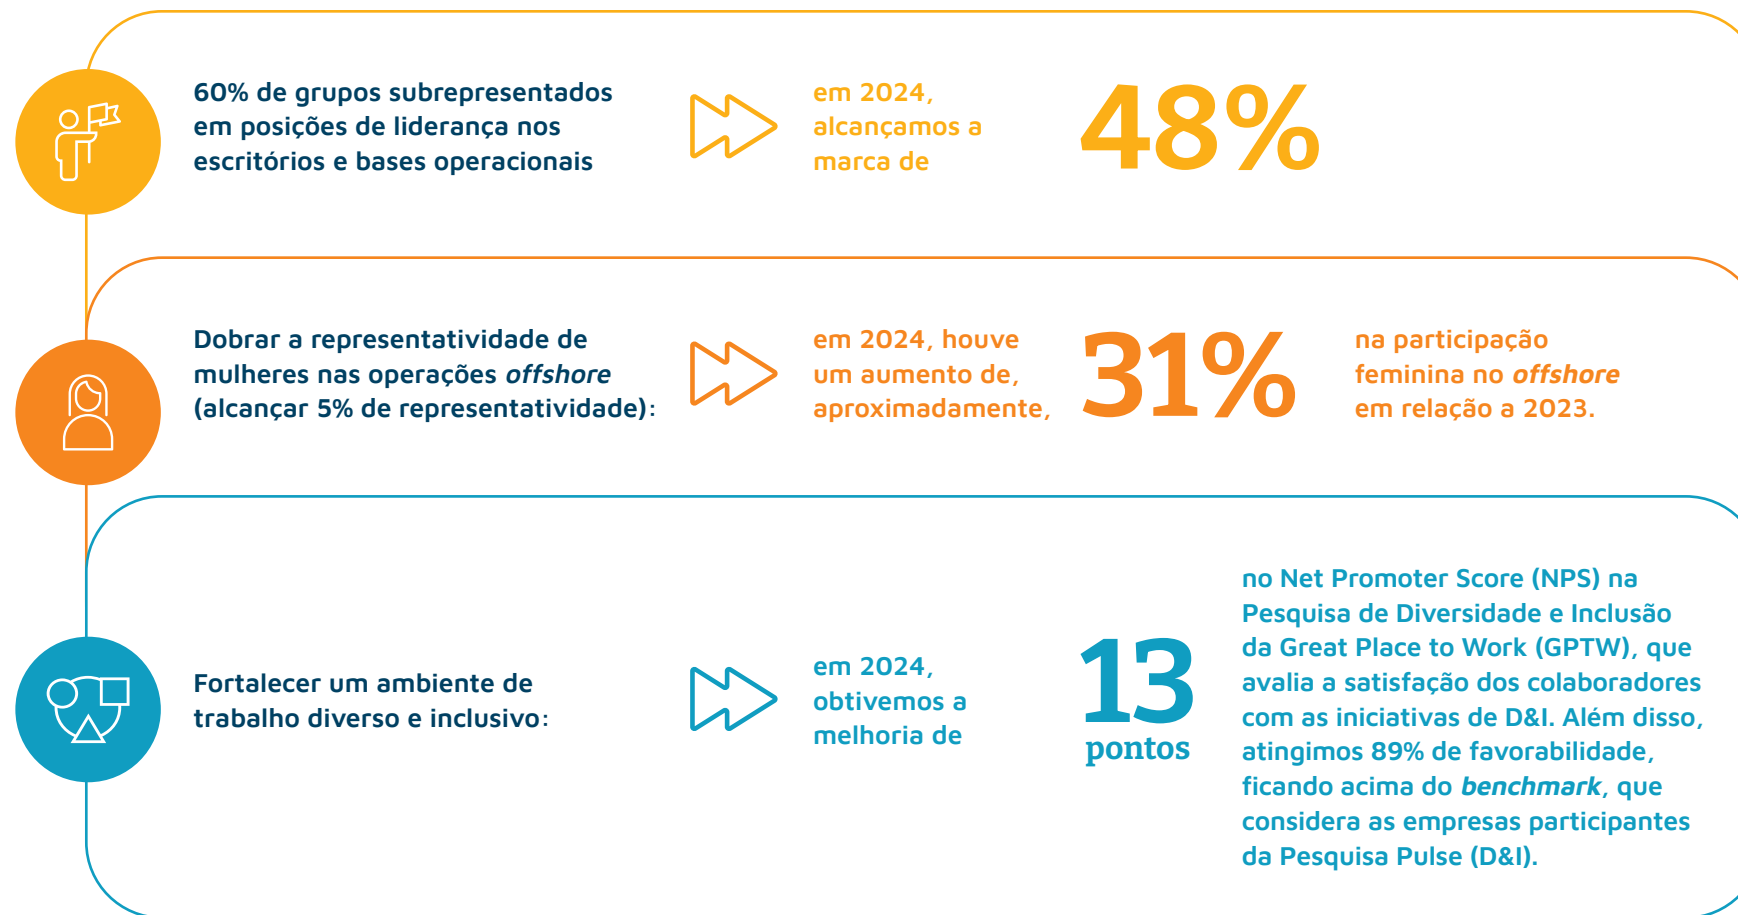 60% de grupos subrepresentados
em posições de liderança nos
escritórios e bases operacionais
em 2024,
alcançamos a
marca de
48%
Dobrar a representatividade de
mulheres nas operações offshore
(alcançar 5% de representatividade):
em 2024, houve
um aumento de,
aproximadamente,
31%
na participação
feminina no offshore
em relação a 2023.
Fortalecer um ambiente de
trabalho diverso e inclusivo:
em 2024,
obtivemos a
melhoria de
13
pontos
no Net Promoter Score (NPS) na
Pesquisa de Diversidade e Inclusão
da Great Place to Work (GPTW), que
avalia a satisfação dos colaboradores
com as iniciativas de D&I. Além disso,
atingimos 89% de favorabilidade,
ficando acima do benchmark, que
considera as empresas participantes
da Pesquisa Pulse (D&I).